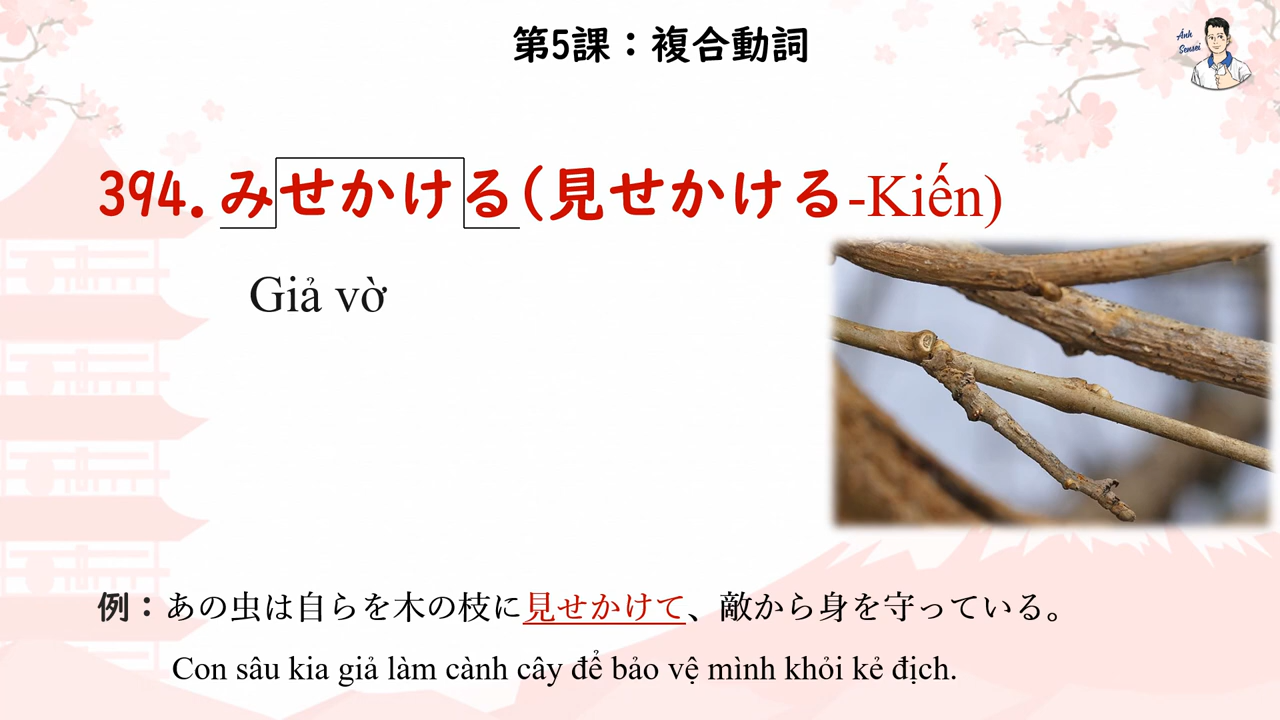 第5課：複合動詞
Ánh
Sensei
394.みせかける(見せかける-Kiến)
Giả vờ
例：あの虫は自らを木の枝に見せかけて、敵から身を守っている。
Con sâu kia giả làm cành cây để bảo vệ mình khỏi kẻ địch.